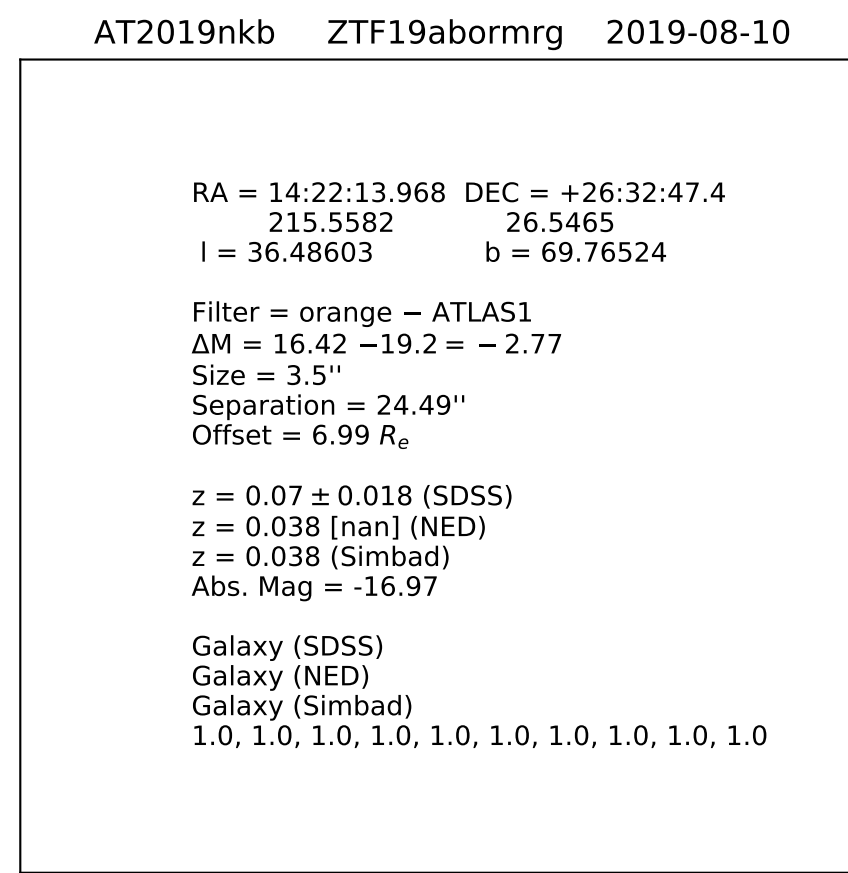 AT2019nkb ZTF19abormrg 2019-08-10
RA = 14:22:13.968 DEC = +26:32:47.4
215.5582 26.5465
l = 36.48603 b = 69.76524
Filter = orange − ATLAS1
ΔM = 16.42 −19.2 = − 2.77
Size = 3.5''
Separation = 24.49''
Offset = 6.99 Rₑ
z = 0.07 ± 0.018 (SDSS)
z = 0.038 [nan] (NED)
z = 0.038 (Simbad)
Abs. Mag = -16.97
Galaxy (SDSS)
Galaxy (NED)
Galaxy (Simbad)
1.0, 1.0, 1.0, 1.0, 1.0, 1.0, 1.0, 1.0, 1.0, 1.0